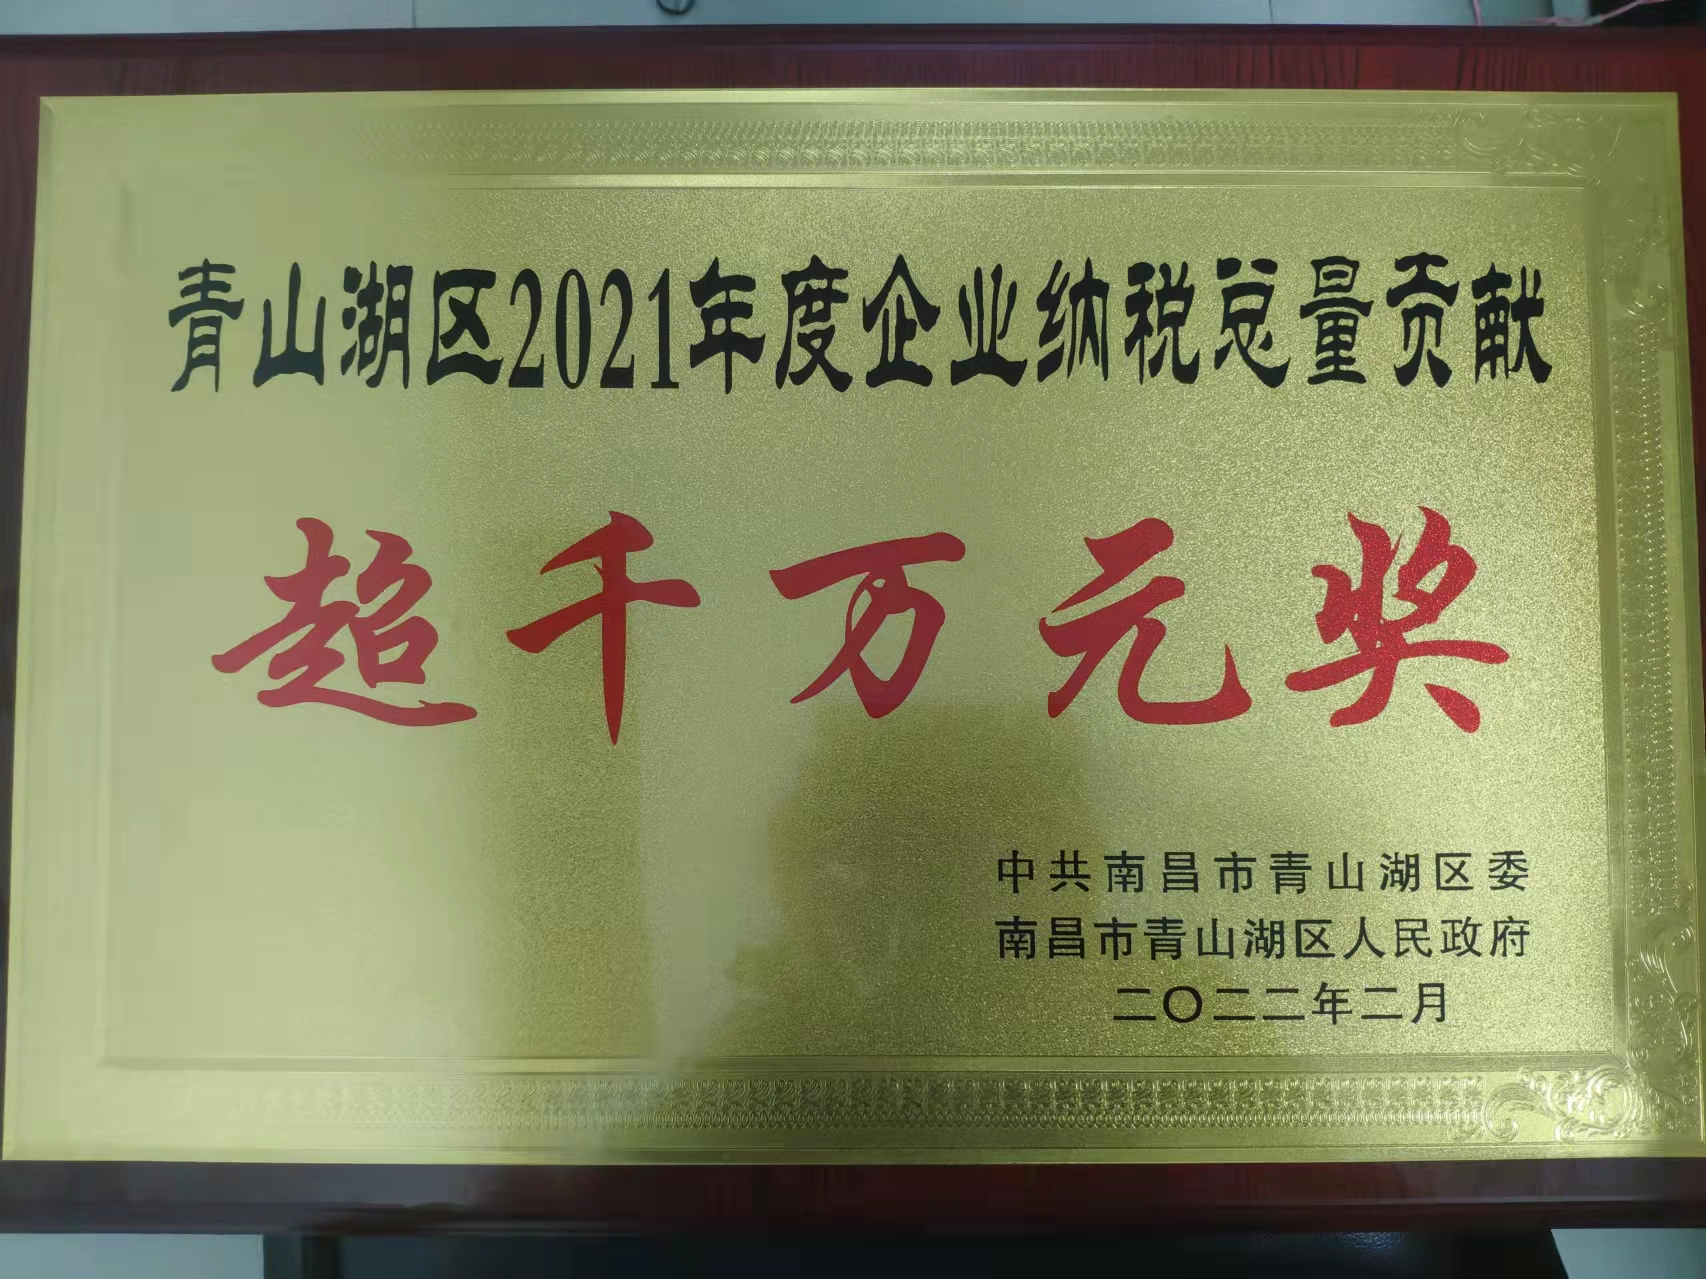 青山湖区2021年度企业纳税总量贡献
超千万元奖
中共南昌市青山湖区委
南昌市青山湖区人民政府
二〇二二年二月